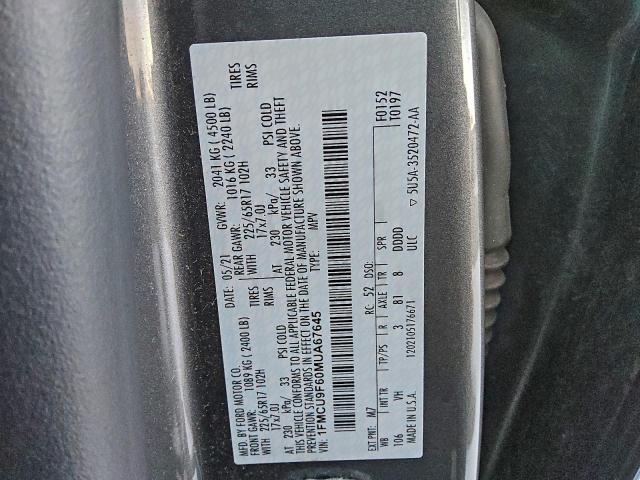 MFD. BY FORD MOTOR CO. DATE: 05/21 GVWR: 2041 KG ( 4500 LB)
FRONT GAWR: 1089 KG ( 2400 LB) REAR GAWR: 1016 KG ( 2240 LB)
WITH 225/65R17 102H TIRES WITH 225/65R17 102H TIRES
17x7.0J RIMS 17x7.0J RIMS
AT 230 kPa/ 33 PSI COLD AT 230 kPa/ 33 PSI COLD
THIS VEHICLE CONFORMS TO ALL APPLICABLE FEDERAL MOTOR VEHICLE SAFETY AND THEFT
PREVENTION STANDARDS IN EFFECT ON THE DATE OF MANUFACTURE SHOWN ABOVE.
VIN: 1FMCU9F60MUA67645 TYPE: MPV
F0152
T0197
EXT PNT: M7 RC: 52 DSO:
WB INT TR TP/PS R AXLE TR SPR
106 VH 3 81 8 DDDD
MADE IN U.S.A. 1202105176671 ULC
▽ 5U5A-3520472-AA